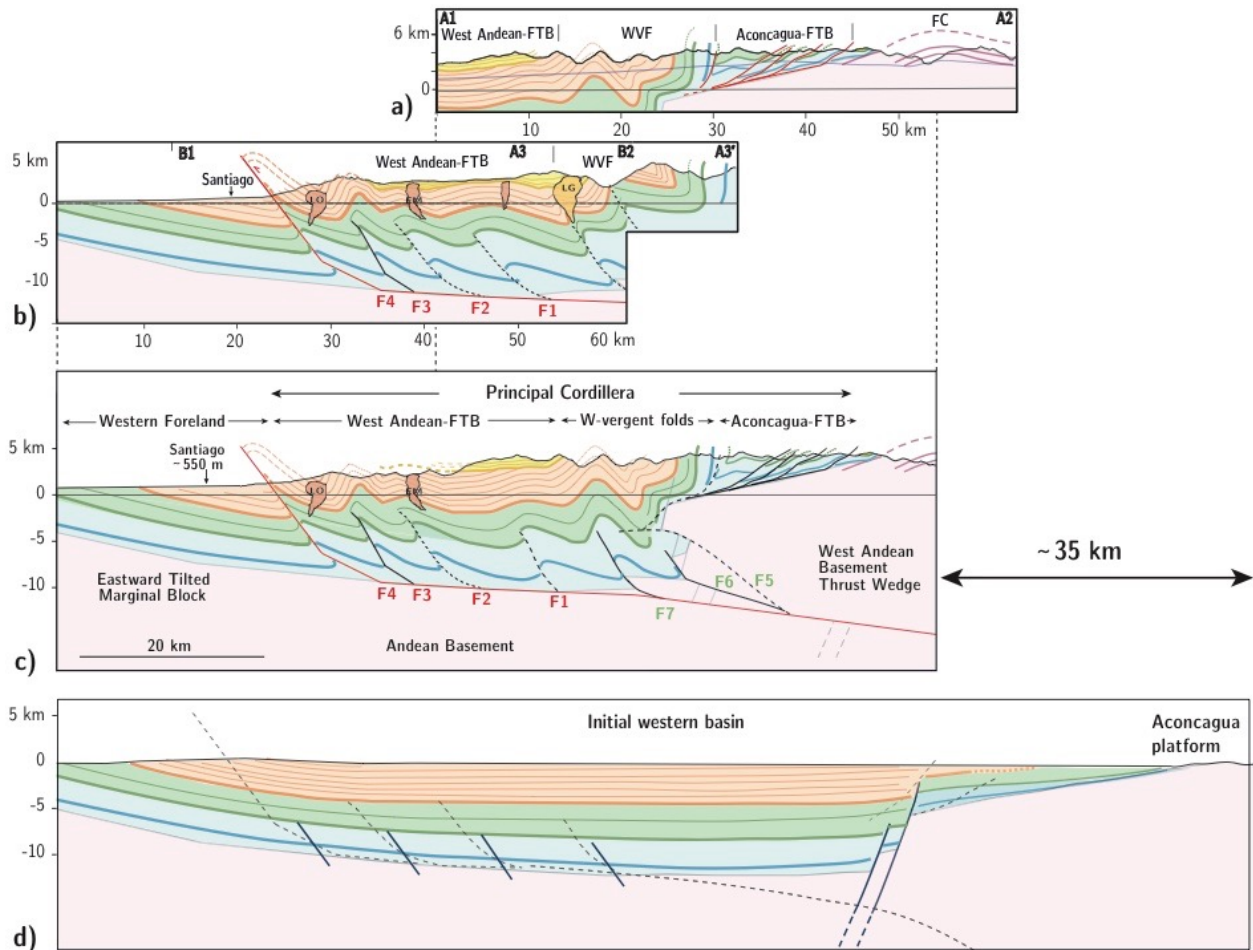 A1
A2
West Andean-FTB
WVF
Aconcagua-FTB
FC
6 km
0
a)
10
20
30
40
50 km
B1
A3
B2
A3'
5 km
West Andean-FTB
WVF
Santiago
LO
LG
0
-5
-10
F4
F3
F2
F1
b)
10
20
30
40
50
60 km
Principal Cordillera
Western Foreland
West Andean-FTB
W-vergent folds
Aconcagua-FTB
Santiago
~550 m
5 km
0
LO
-5
-10
~35 km
West Andean
Basement
Thrust Wedge
Eastward Tilted
Marginal Block
F4
F3
F2
F1
F7
F6
F5
20 km
Andean Basement
c)
5 km
Initial western basin
Aconcagua
platform
0
-5
-10
d)